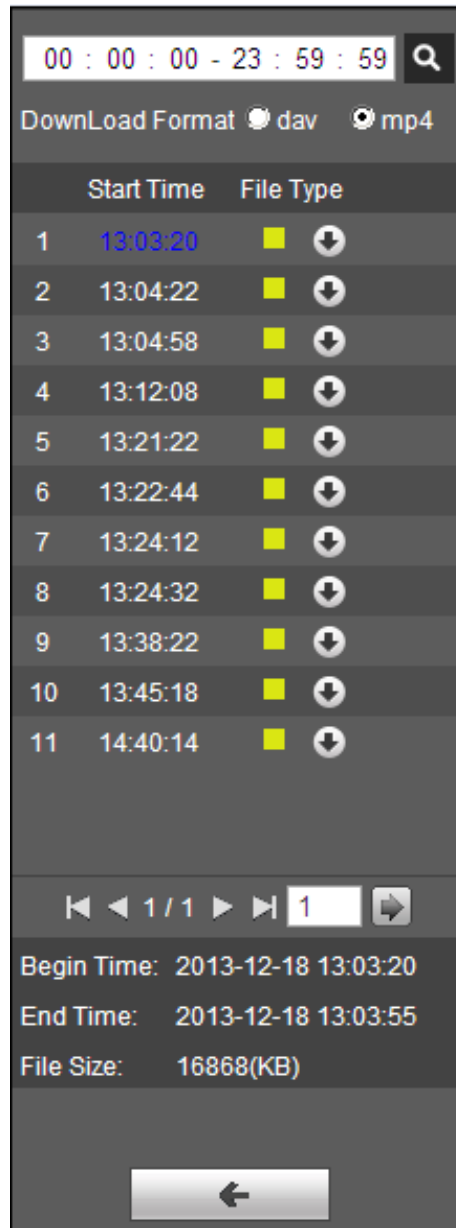 00 : 00 : 00 - 23 : 59 : 59
DownLoad Format dav mp4
Start Time File Type
1 13:03:20
2 13:04:22
3 13:04:58
4 13:12:08
5 13:21:22
6 13:22:44
7 13:24:12
8 13:24:32
9 13:38:22
10 13:45:18
11 14:40:14
1 / 1 1
Begin Time: 2013-12-18 13:03:20
End Time: 2013-12-18 13:03:55
File Size: 16868(KB)